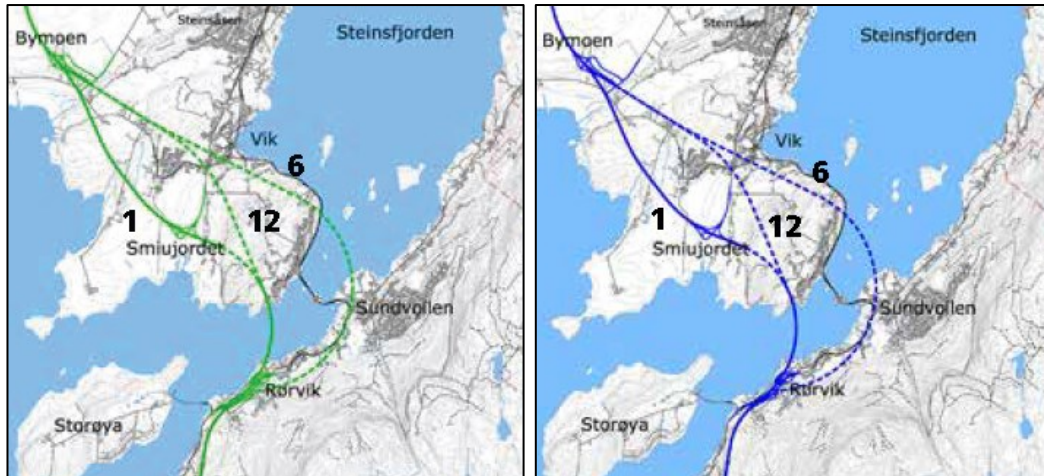 Steinsåsen
Steinsfjorden
Bymoen
Vik
6
1
12
Smiujordet
Sundvollen
Rørvik
Storøya
Steinsåsen
Steinsfjorden
Bymoen
Vik
6
1
12
Smiujordet
Sundvollen
Rørvik
Storøya